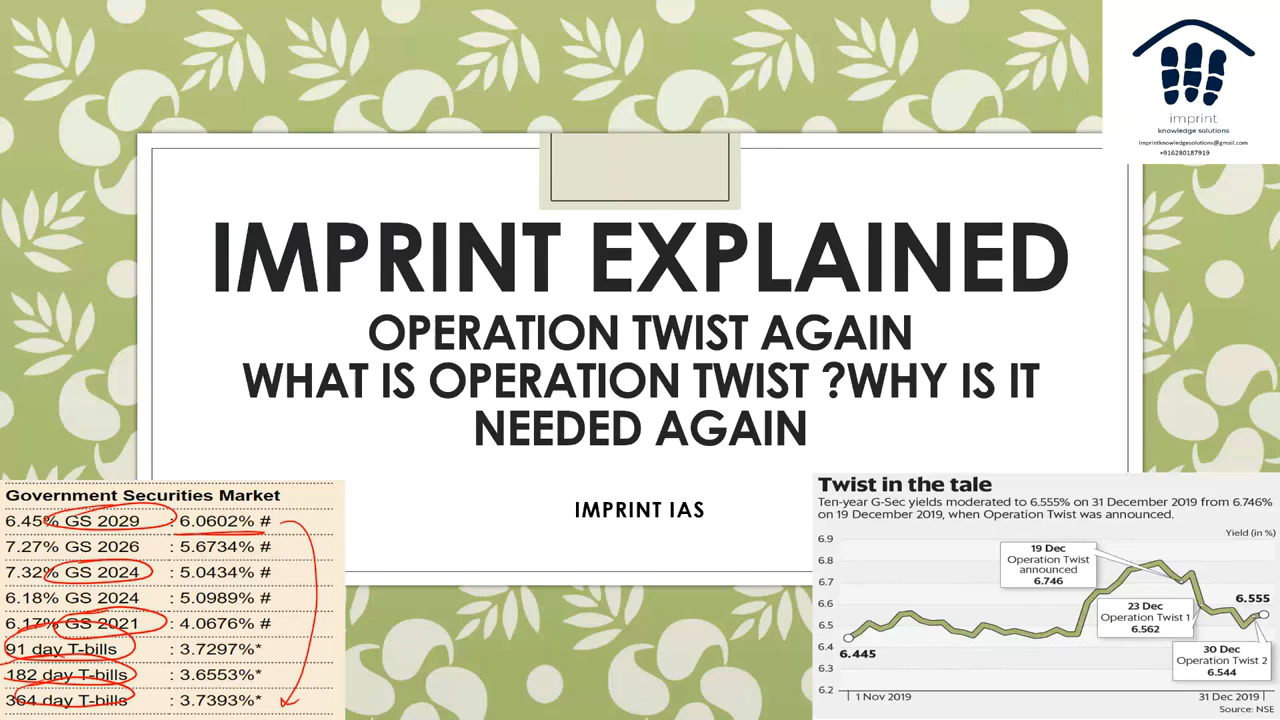 imprint
knowledge solutions
imprintknowledgesolutions@gmail.com
+916280187919
IMPRINT EXPLAINED
OPERATION TWIST AGAIN
WHAT IS OPERATION TWIST ?WHY IS IT
NEEDED AGAIN
IMPRINT IAS
Government Securities Market
6.45% GS 2029 : 6.0602% #
7.27% GS 2026 : 5.6734% #
7.32% GS 2024 : 5.0434% #
6.18% GS 2024 : 5.0989% #
6.17% GS 2021 : 4.0676% #
91 day T-bills : 3.7297%*
182 day T-bills : 3.6553%*
364 day T-bills : 3.7393%*
Twist in the tale
Ten-year G-Sec yields moderated to 6.555% on 31 December 2019 from 6.746%
on 19 December 2019, when Operation Twist was announced.
Yield (in %)
6.9
6.8
6.7
6.6
6.5
6.4
6.3
6.2
19 Dec
Operation Twist
announced
6.746
23 Dec
Operation Twist 1
6.562
6.555
30 Dec
Operation Twist 2
6.544
6.445
1 Nov 2019
31 Dec 2019
Source: NSE